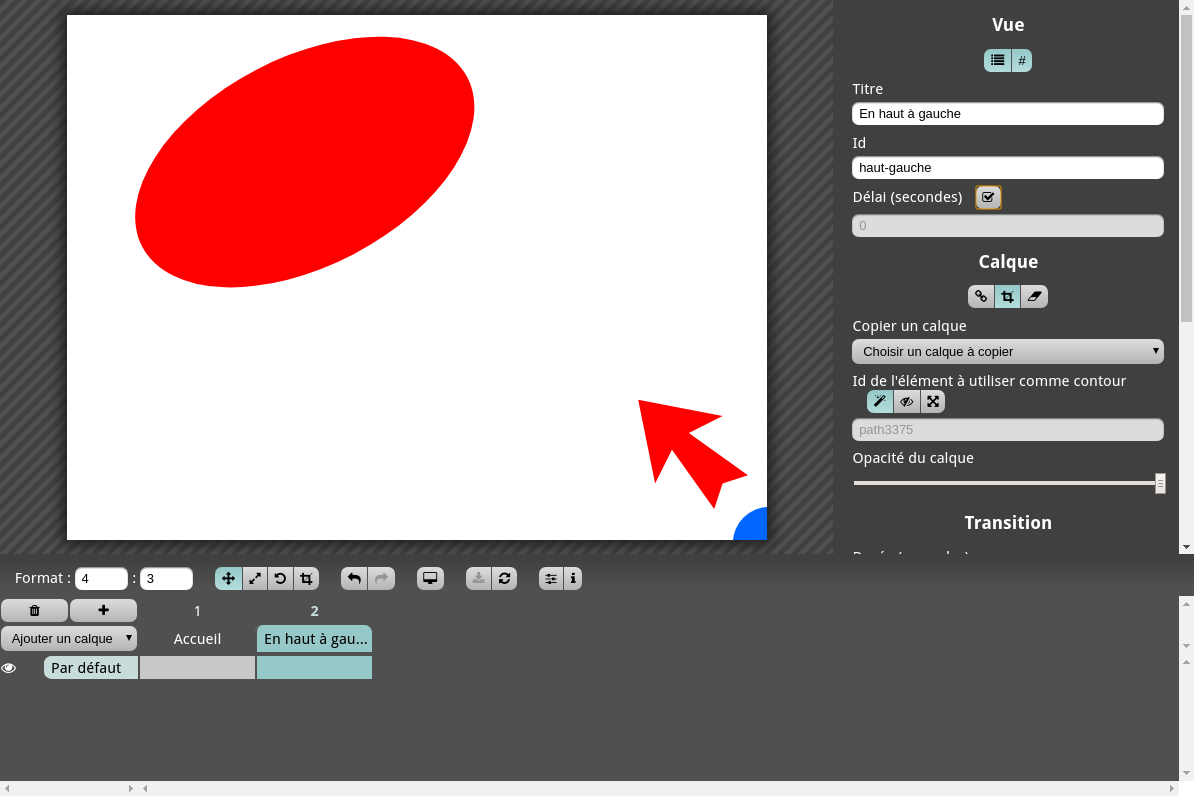 Vue
#
Titre
En haut à gauche
Id
haut-gauche
Délai (secondes)
0
Calque
Copier un calque
Choisir un calque à copier
Id de l'élément à utiliser comme contour
path3375
Opacité du calque
Transition
Format : 4 : 3
1 2
Ajouter un calque Accueil En haut à gau...
Par défaut